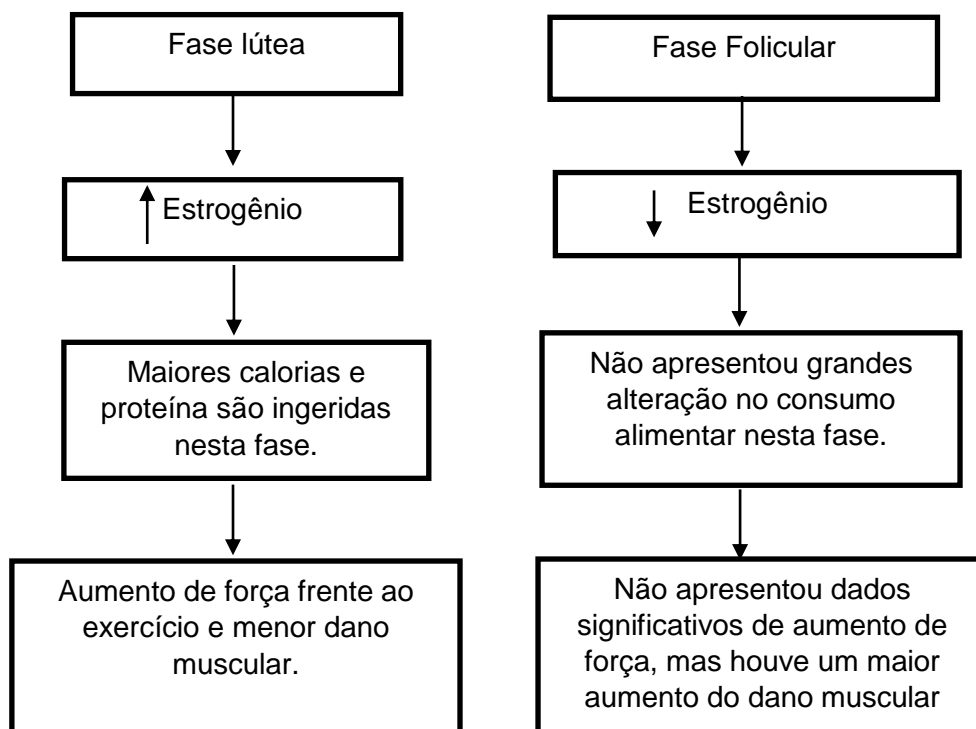 Fase lútea
Estrogênio
Maiores calorias e
proteína são ingeridas
nesta fase.
Aumento de força frente ao
exercício e menor dano
muscular.
Fase Folicular
Estrogênio
Não apresentou grandes
alteração no consumo
alimentar nesta fase.
Não apresentou dados
significativos de aumento de
força, mas houve um maior
aumento do dano muscular